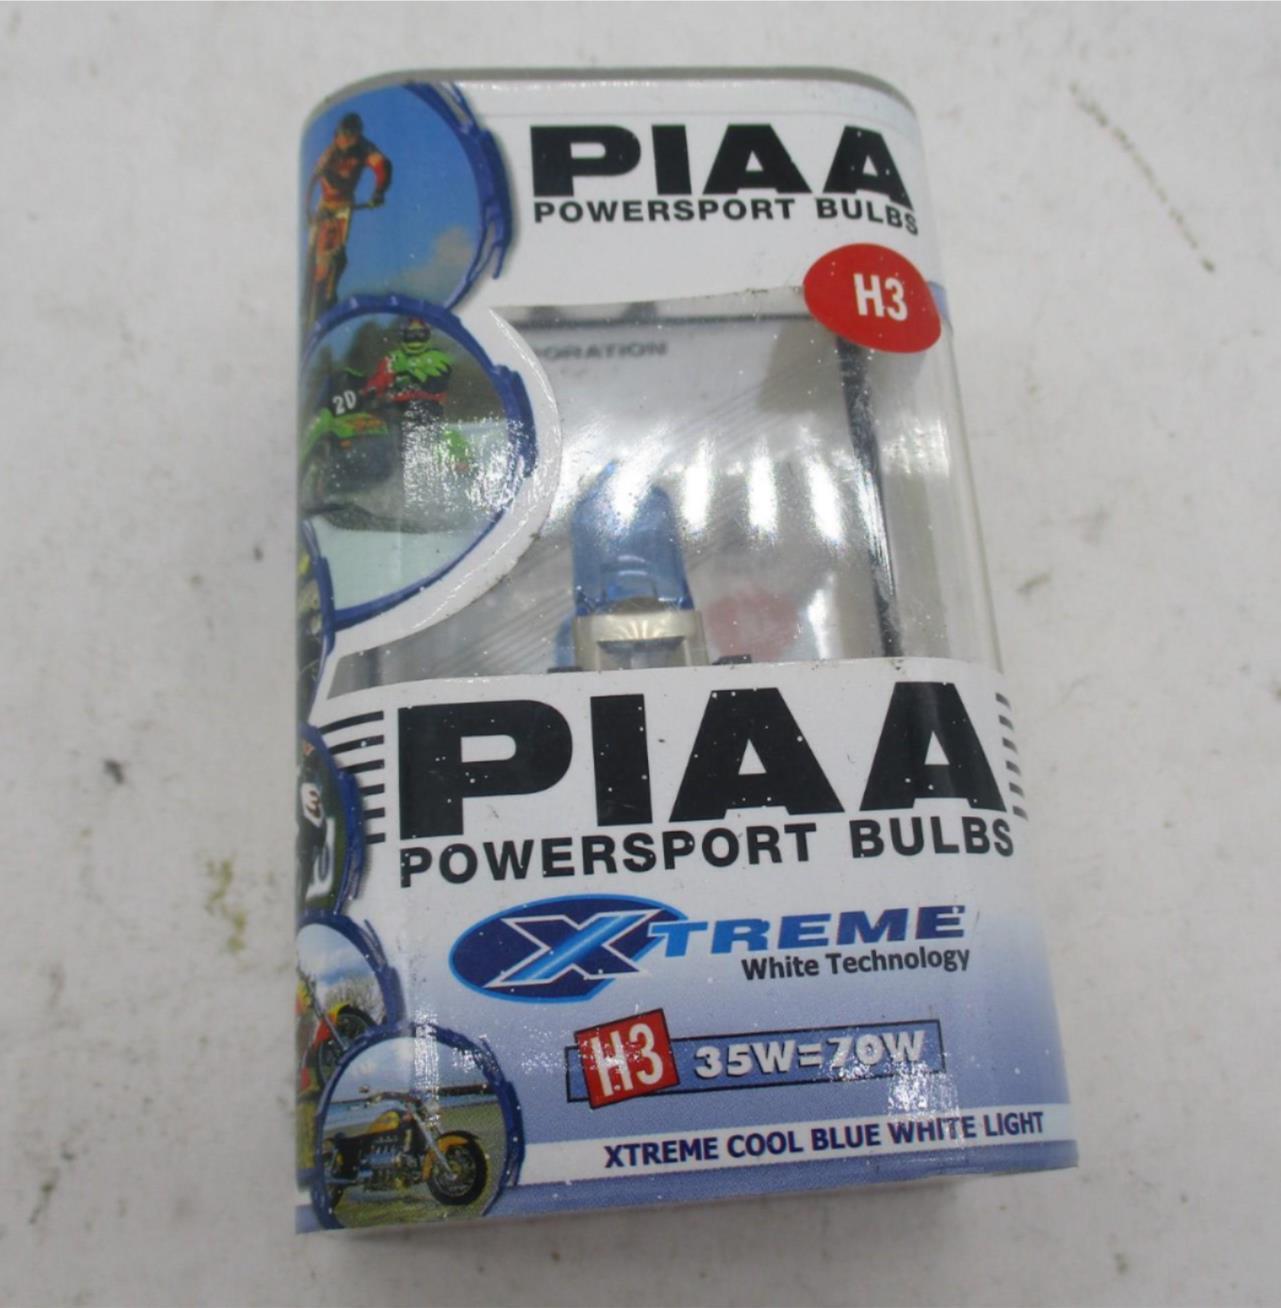 PIAA
POWERSPORT BULBS
H3
ORATION
2D
PIAA
POWERSPORT BULBS
XTREME
White Technology
H3 35W=70W
XTREME COOL BLUE WHITE LIGHT